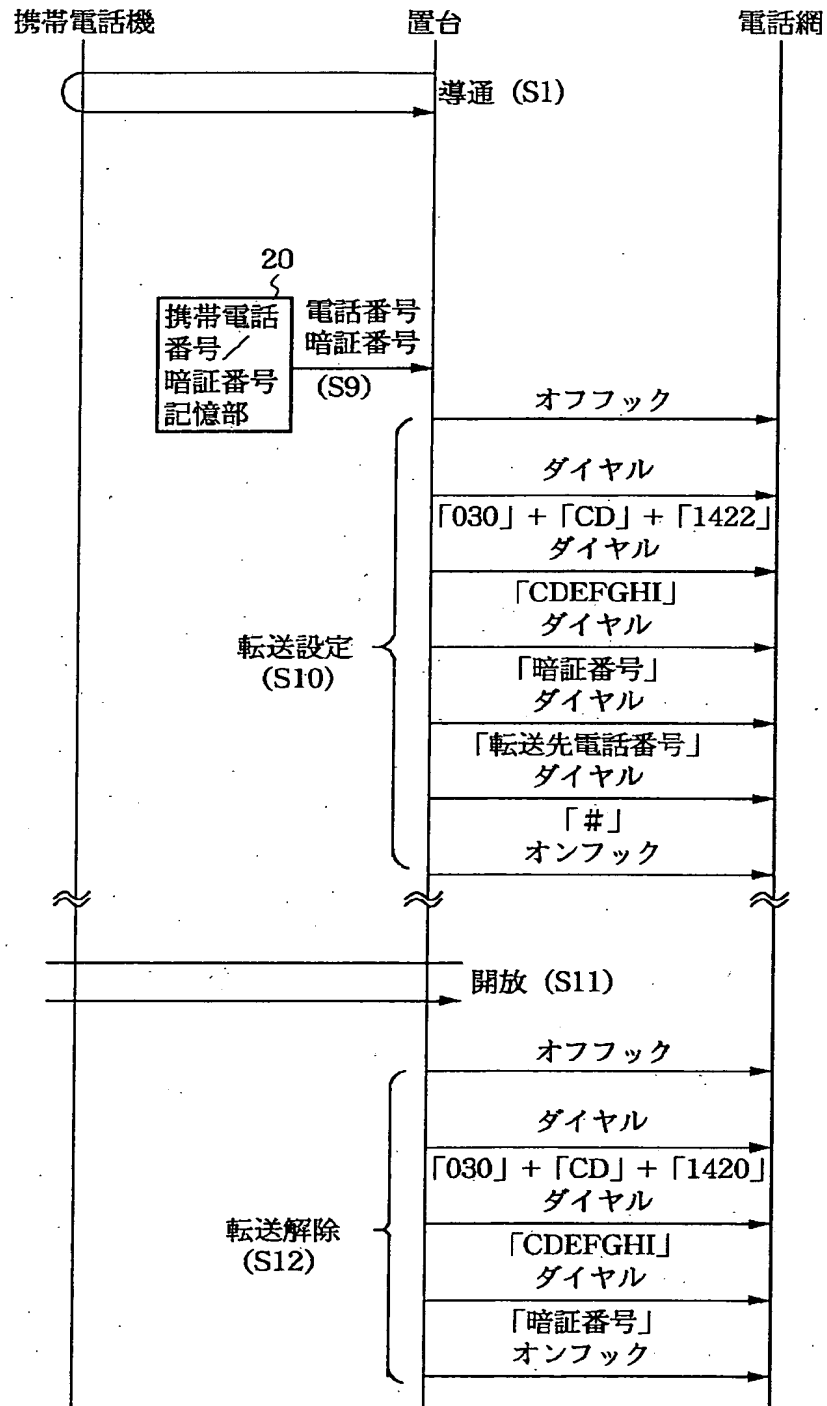 携帯電話機
置台
電話網
導通 (S1)
20
携帯電話
番号／
暗証番号
記憶部
電話番号
暗証番号
(S9)
オフフック
ダイヤル
「030」+「CD」+「1422」
ダイヤル
「CDEFGHI」
ダイヤル
「暗証番号」
ダイヤル
「転送先電話番号」
ダイヤル
「#」
オンフック
転送設定
(S10)
開放 (S11)
オフフック
ダイヤル
「030」+「CD」+「1420」
ダイヤル
「CDEFGHI」
ダイヤル
「暗証番号」
オンフック
転送解除
(S12)